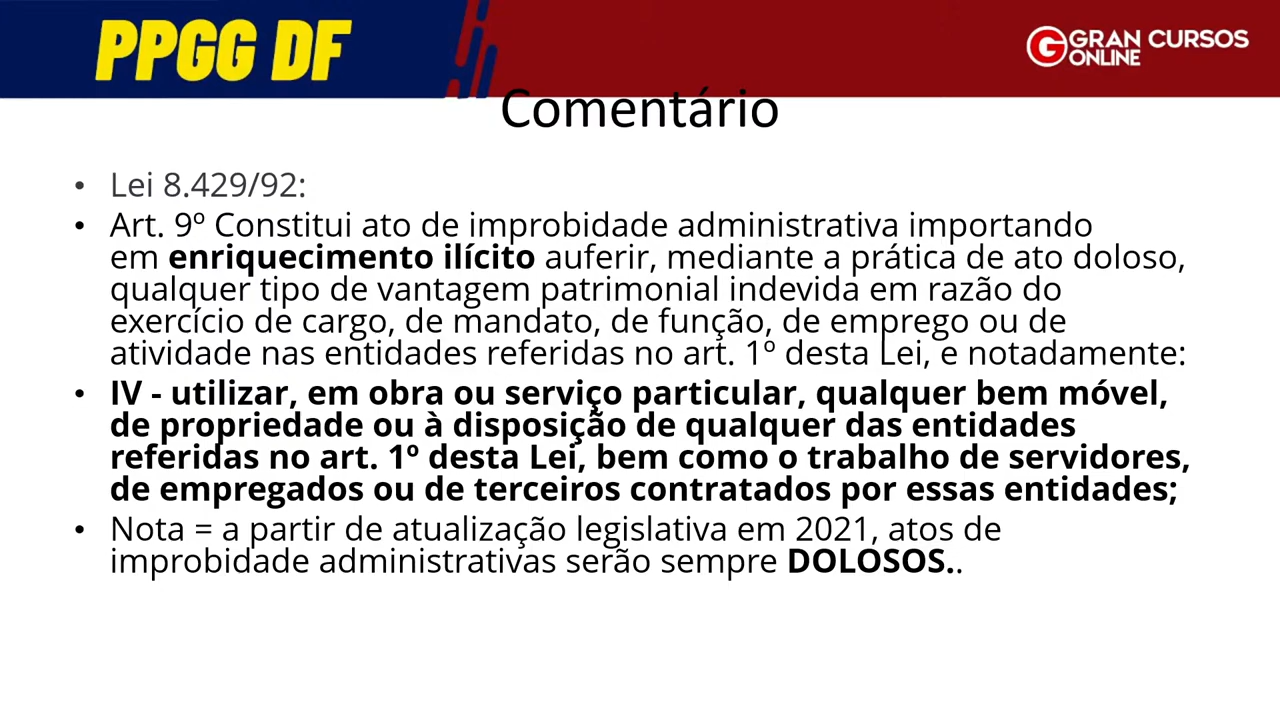 PPGG DF
GRAN CURSOS
ONLINE
Comentário
• Lei 8.429/92:
• Art. 9º Constitui ato de improbidade administrativa importando
em enriquecimento ilícito auferir, mediante a prática de ato doloso,
qualquer tipo de vantagem patrimonial indevida em razão do
exercício de cargo, de mandato, de função, de emprego ou de
atividade nas entidades referidas no art. 1º desta Lei, e notadamente:
• IV - utilizar, em obra ou serviço particular, qualquer bem móvel,
de propriedade ou à disposição de qualquer das entidades
referidas no art. 1º desta Lei, bem como o trabalho de servidores,
de empregados ou de terceiros contratados por essas entidades;
• Nota = a partir de atualização legislativa em 2021, atos de
improbidade administrativas serão sempre DOLOSOS..